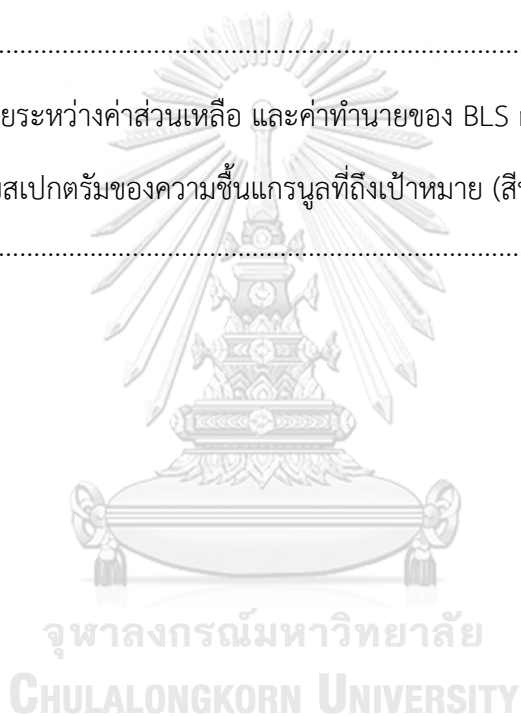 ........................................................................
ยระหว่างค่าส่วนเหลือ และค่าทำนายของ BLS
สเปกตรัมของความชื้นแกรนูลที่ถึงเป้าหมาย
........................................................................
จุฬาลงกรณ์มหาวิทยาลัย
CHULALONGKORN UNIVERSITY